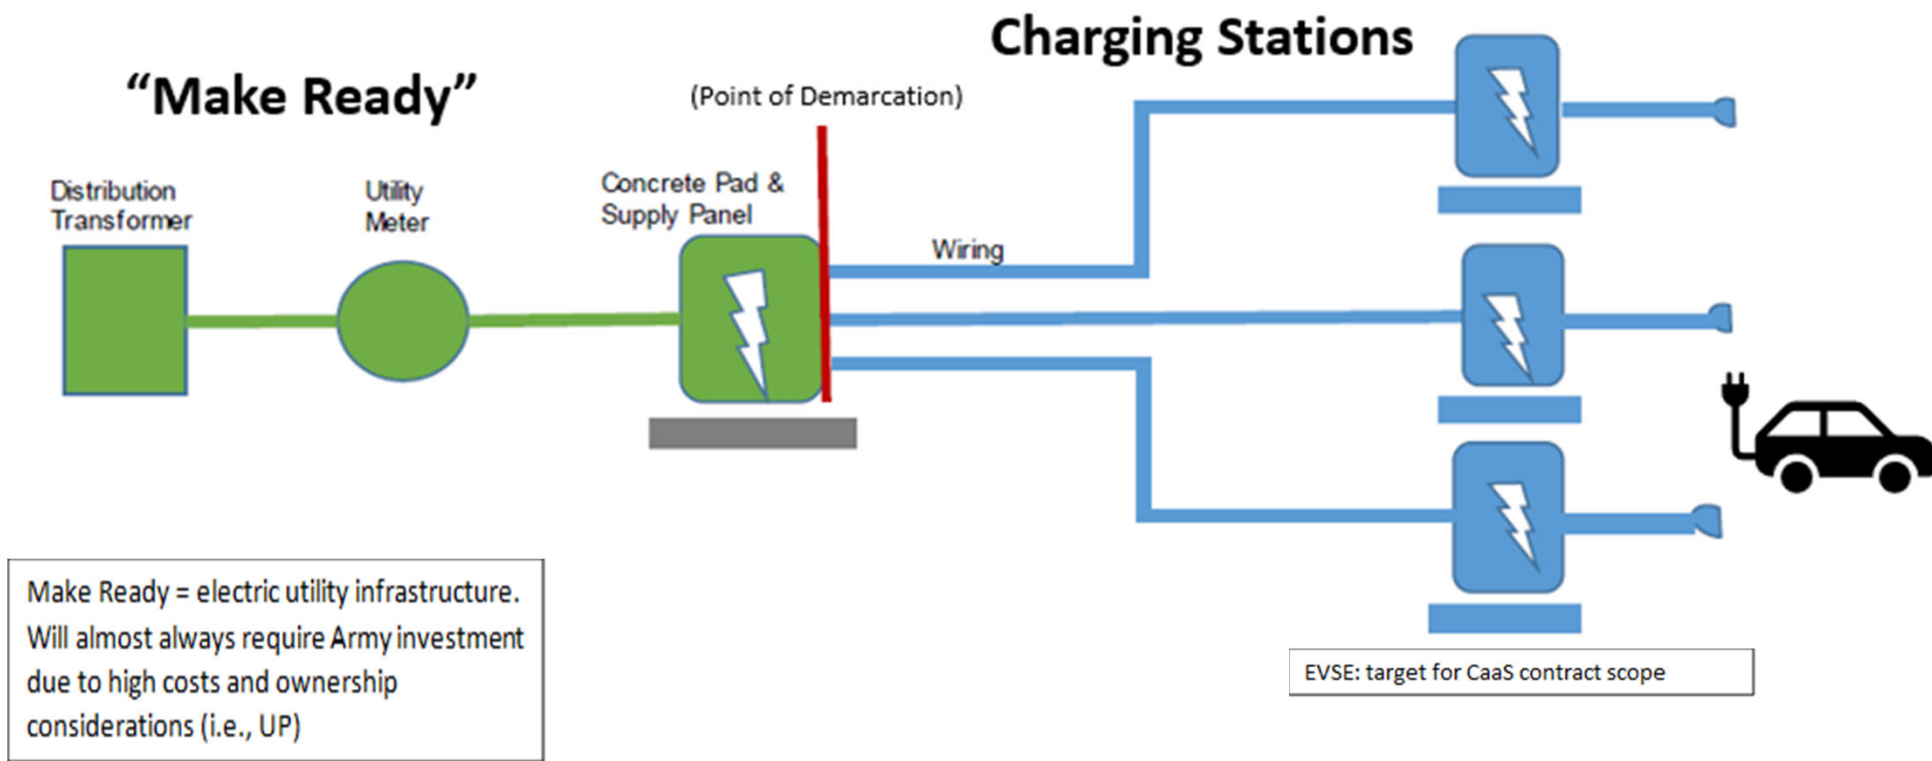 Charging Stations
“Make Ready”
(Point of Demarcation)
Distribution
Transformer
Utility
Meter
Concrete Pad &
Supply Panel
Wiring
Make Ready = electric utility infrastructure.
Will almost always require Army investment
due to high costs and ownership
considerations (i.e., UP)
EVSE: target for CaaS contract scope